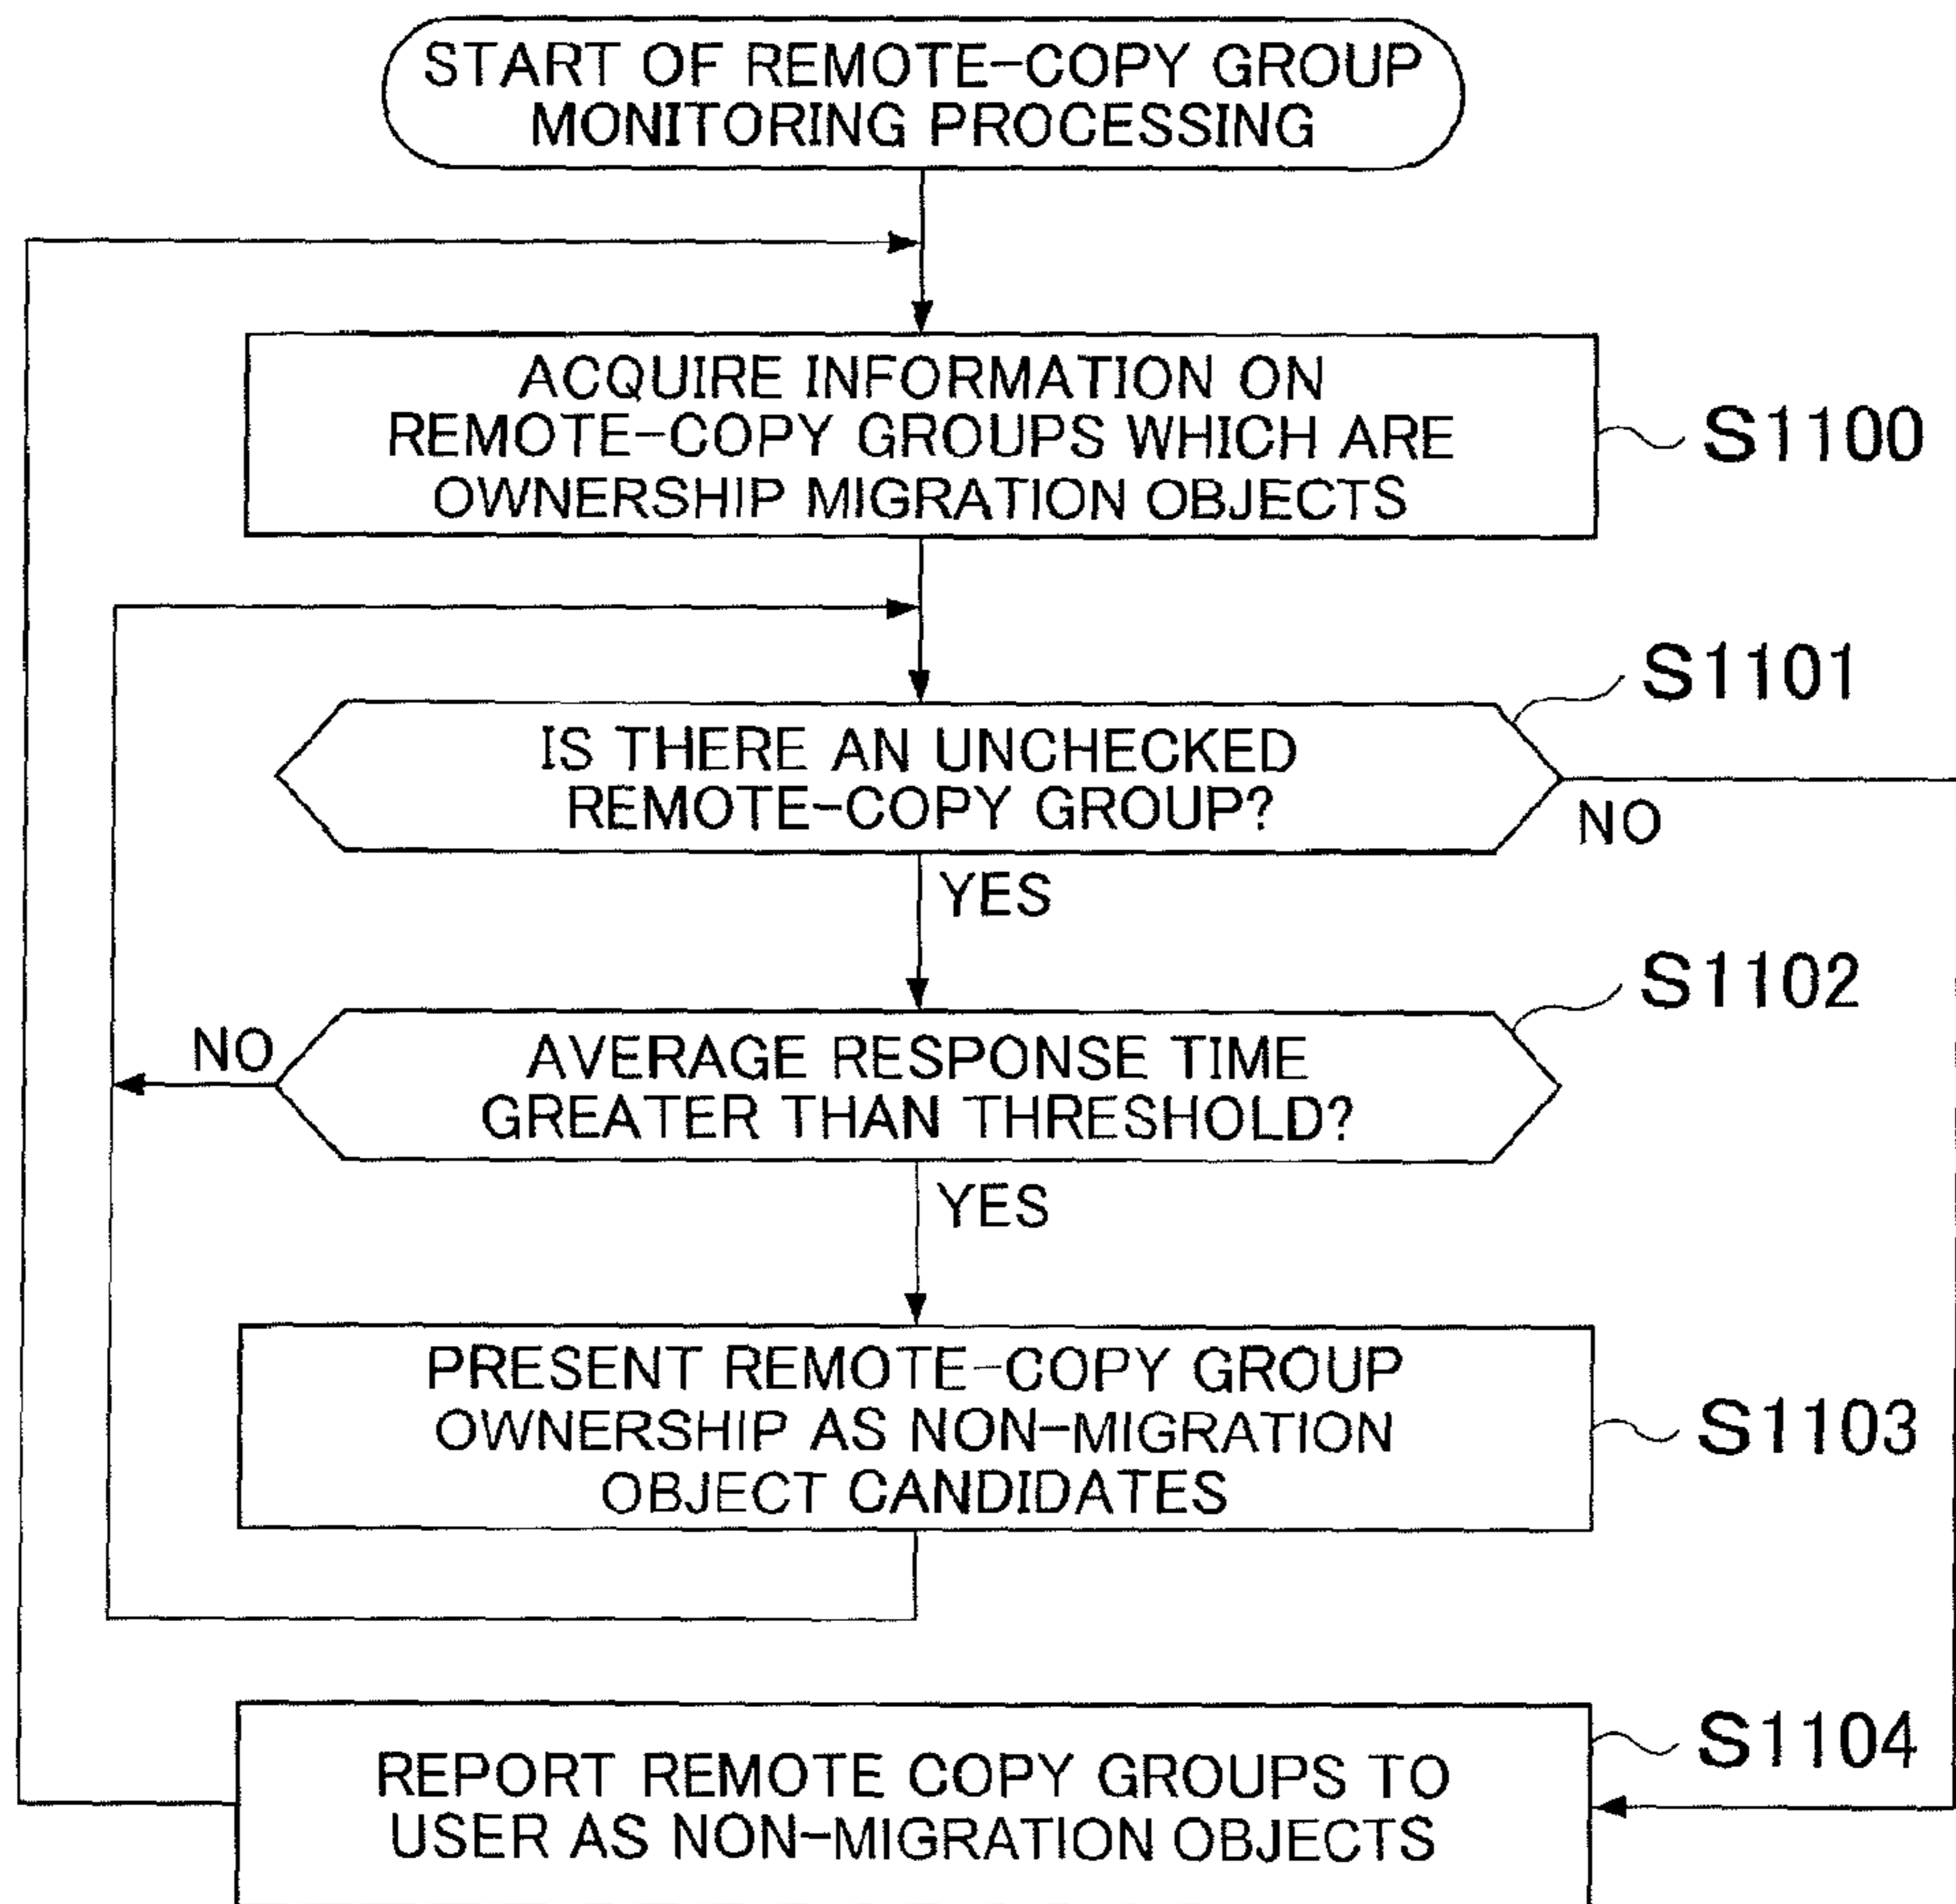 START OF REMOTE-COPY GROUP
MONITORING PROCESSING
ACQUIRE INFORMATION ON
REMOTE-COPY GROUPS WHICH ARE
OWNERSHIP MIGRATION OBJECTS
S1100
S1101
IS THERE AN UNCHECKED
REMOTE-COPY GROUP?
NO
YES
S1102
NO
AVERAGE RESPONSE TIME
GREATER THAN THRESHOLD?
YES
PRESENT REMOTE-COPY GROUP
OWNERSHIP AS NON-MIGRATION
OBJECT CANDIDATES
S1103
S1104
REPORT REMOTE COPY GROUPS TO
USER AS NON-MIGRATION OBJECTS